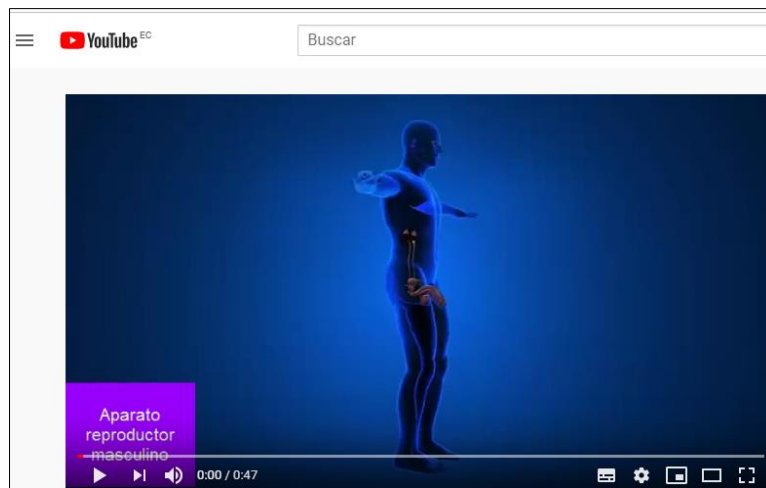 YouTube EC
Buscar
Aparato
reproductor
masculino
0:00 / 0:47